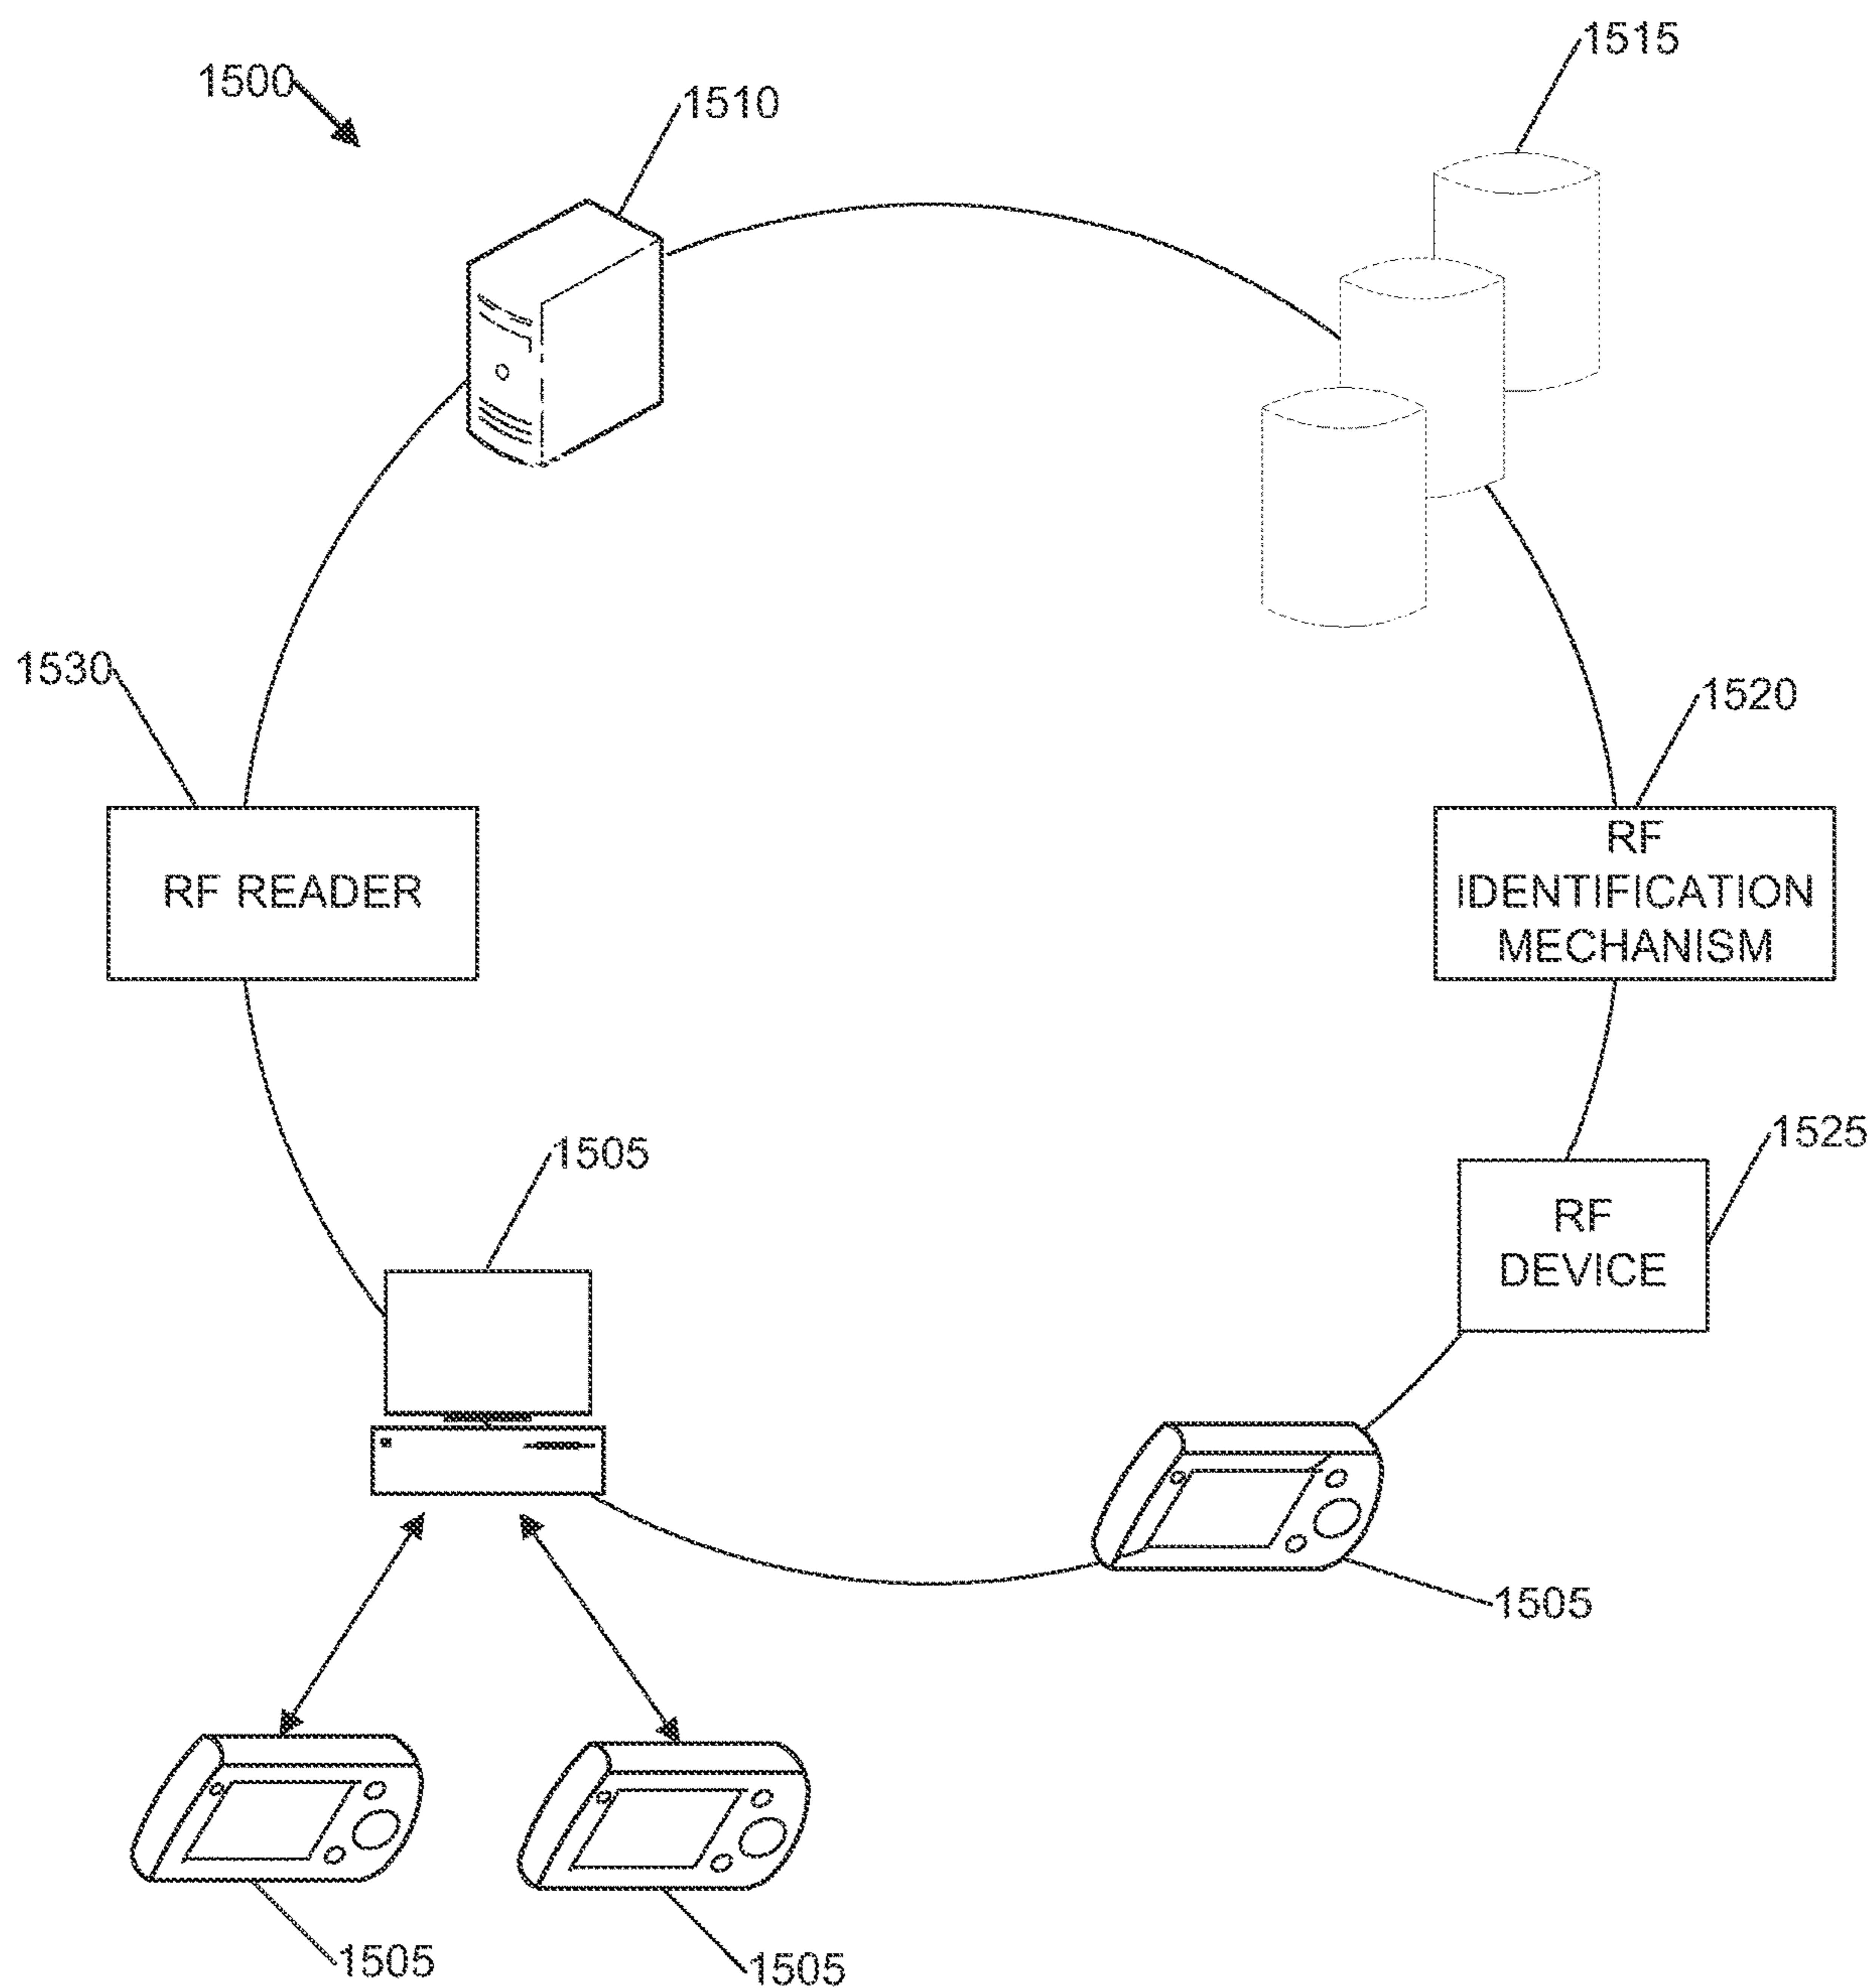 1515
1500
1510
1530
1520
RF READER
RF
IDENTIFICATION
MECHANISM
1505
1525
RF
DEVICE
1505
1505
1505